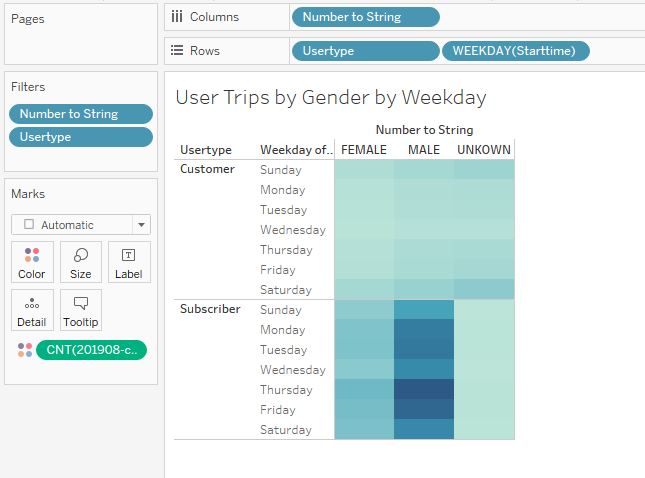 Pages
Columns
Number to String
Rows
Usertype
WEEKDAY(Starttime)
Filters
Number to String
Usertype
Marks
Automatic
Color
Size
Label
Detail
Tooltip
CNT(201908-c..
User Trips by Gender by Weekday
Number to String
Usertype Weekday of.. FEMALE MALE UNKOWN
Customer Sunday
Monday
Tuesday
Wednesday
Thursday
Friday
Saturday
Subscriber Sunday
Monday
Tuesday
Wednesday
Thursday
Friday
Saturday